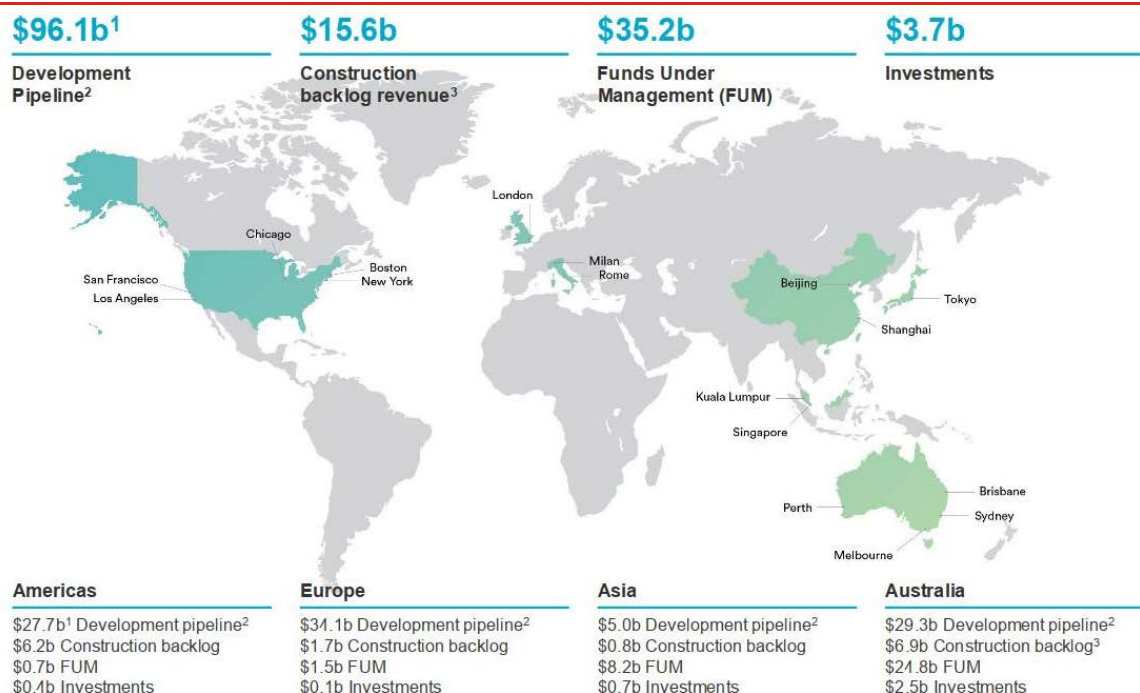 $96.1b¹
Development
Pipeline²
$15.6b
Construction
backlog revenue³
$35.2b
Funds Under
Management (FUM)
$3.7b
Investments
London
Chicago
Milan
Rome
Boston
New York
San Francisco
Los Angeles
Beijing
Tokyo
Shanghai
Kuala Lumpur
Singapore
Brisbane
Perth
Sydney
Melbourne
Americas
$27.7b¹ Development pipeline²
$6.2b Construction backlog
$0.7b FUM
$0.4b Investments
Europe
$34.1b Development pipeline²
$1.7b Construction backlog
$1.5b FUM
$0.1b Investments
Asia
$5.0b Development pipeline²
$0.8b Construction backlog
$8.2b FUM
$0.7b Investments
Australia
$29.3b Development pipeline²
$6.9b Construction backlog³
$24.8b FUM
$2.5b Investments